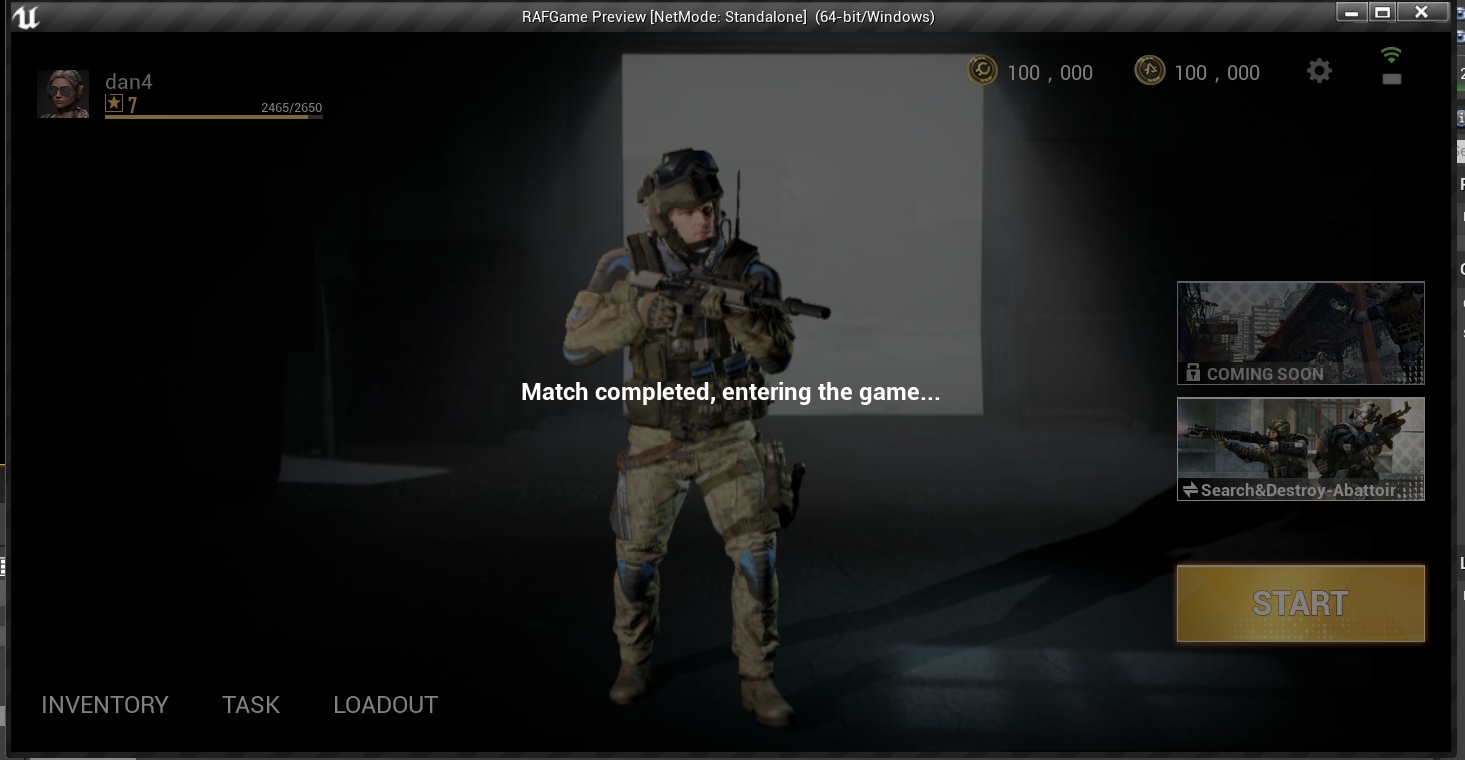 RAFGame Preview [NetMode: Standalone] (64-bit/Windows)
dan4
7
2465/2650
100 , 000
100 , 000
Match completed, entering the game...
COMING SOON
Search&Destroy-Abattoir
START
INVENTORY
TASK
LOADOUT